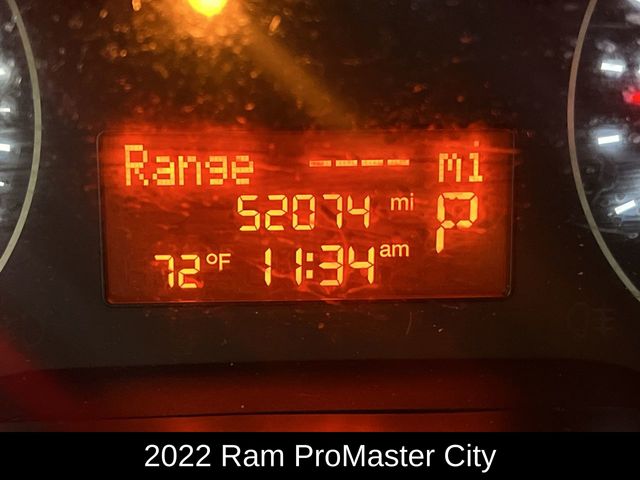 Range ---- mi
52074 mi P
72°F 11:34 am
2022 Ram ProMaster City